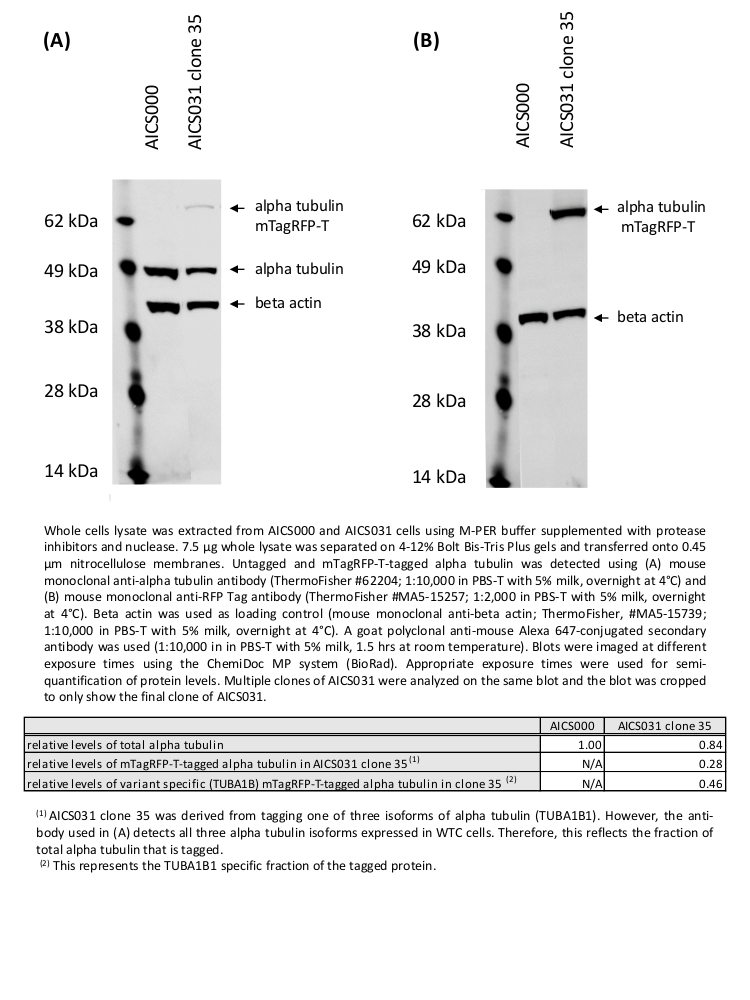 (A)
AICS000
AICS031 clone 35
62 kDa
49 kDa
38 kDa
28 kDa
14 kDa
alpha tubulin
mTagRFP-T
alpha tubulin
beta actin
(B)
AICS000
AICS031 clone 35
62 kDa
49 kDa
38 kDa
28 kDa
14 kDa
alpha tubulin
mTagRFP-T
beta actin
Whole cells lysate was extracted from AICS000 and AICS031 cells using M-PER buffer supplemented with protease
inhibitors and nuclease. 7.5 µg whole lysate was separated on 4-12% Bolt Bis-Tris Plus gels and transferred onto 0.45
µm nitrocellulose membranes. Untagged and mTagRFP-T-tagged alpha tubulin was detected using (A) mouse
monoclonal anti-alpha tubulin antibody (ThermoFisher #62204; 1:10,000 in PBS-T with 5% milk, overnight at 4°C) and
(B) mouse monoclonal anti-RFP Tag antibody (ThermoFisher #MA5-15257; 1:2,000 in PBS-T with 5% milk, overnight
at 4°C). Beta actin was used as loading control (mouse monoclonal anti-beta actin; ThermoFisher, #MA5-15739;
1:10,000 in PBS-T with 5% milk, overnight at 4°C). A goat polyclonal anti-mouse Alexa 647-conjugated secondary
antibody was used (1:10,000 in in PBS-T with 5% milk, 1.5 hrs at room temperature). Blots were imaged at different
exposure times using the ChemiDoc MP system (BioRad). Appropriate exposure times were used for semi-
quantification of protein levels. Multiple clones of AICS031 were analyzed on the same blot and the blot was cropped
to only show the final clone of AICS031.
AICS000 AICS031 clone 35
relative levels of total alpha tubulin 1.00 0.84
relative levels of mTagRFP-T-tagged alpha tubulin in AICS031 clone 35(1) N/A 0.28
relative levels of variant specific (TUBA1B) mTagRFP-T-tagged alpha tubulin in clone 35 (2) N/A 0.46
(1) AICS031 clone 35 was derived from tagging one of three isoforms of alpha tubulin (TUBA1B1). However, the anti-
body used in (A) detects all three alpha tubulin isoforms expressed in WTC cells. Therefore, this reflects the fraction of
total alpha tubulin that is tagged.
(2) This represents the TUBA1B1 specific fraction of the tagged protein.